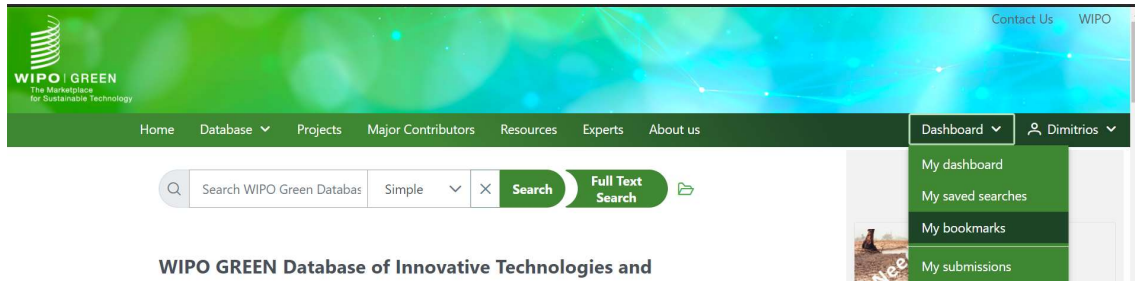 Contact Us WIPO
WIPO | GREEN
The Marketplace
for Sustainable Technology
Home Database Projects Major Contributors Resources Experts About us Dashboard Dimitrios
My dashboard
My saved searches
My bookmarks
My submissions
Search WIPO Green Databas Simple Search Full Text
Search
WIPO GREEN Database of Innovative Technologies and
Nee